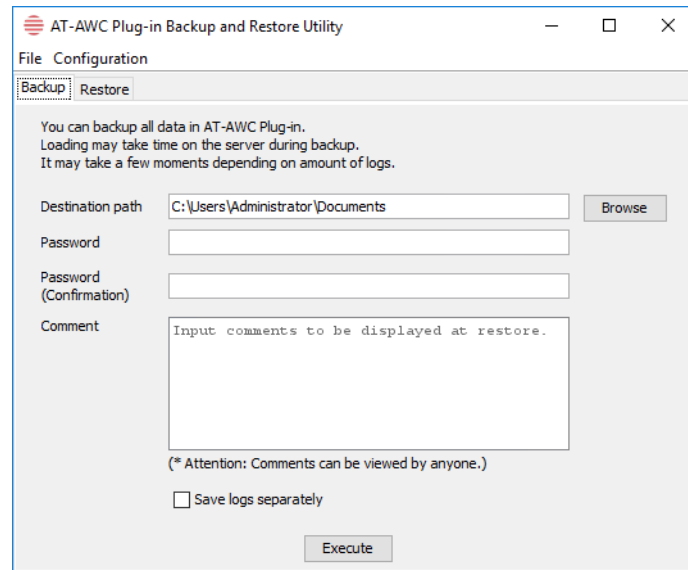 AT-AWC Plug-in Backup and Restore Utility
File Configuration
Backup Restore
You can backup all data in AT-AWC Plug-in.
Loading may take time on the server during backup.
It may take a few moments depending on amount of logs.
Destination path C:\Users\Administrator\Documents Browse
Password
Password
(Confirmation)
Comment Input comments to be displayed at restore.
(* Attention: Comments can be viewed by anyone.)
Save logs separately
Execute